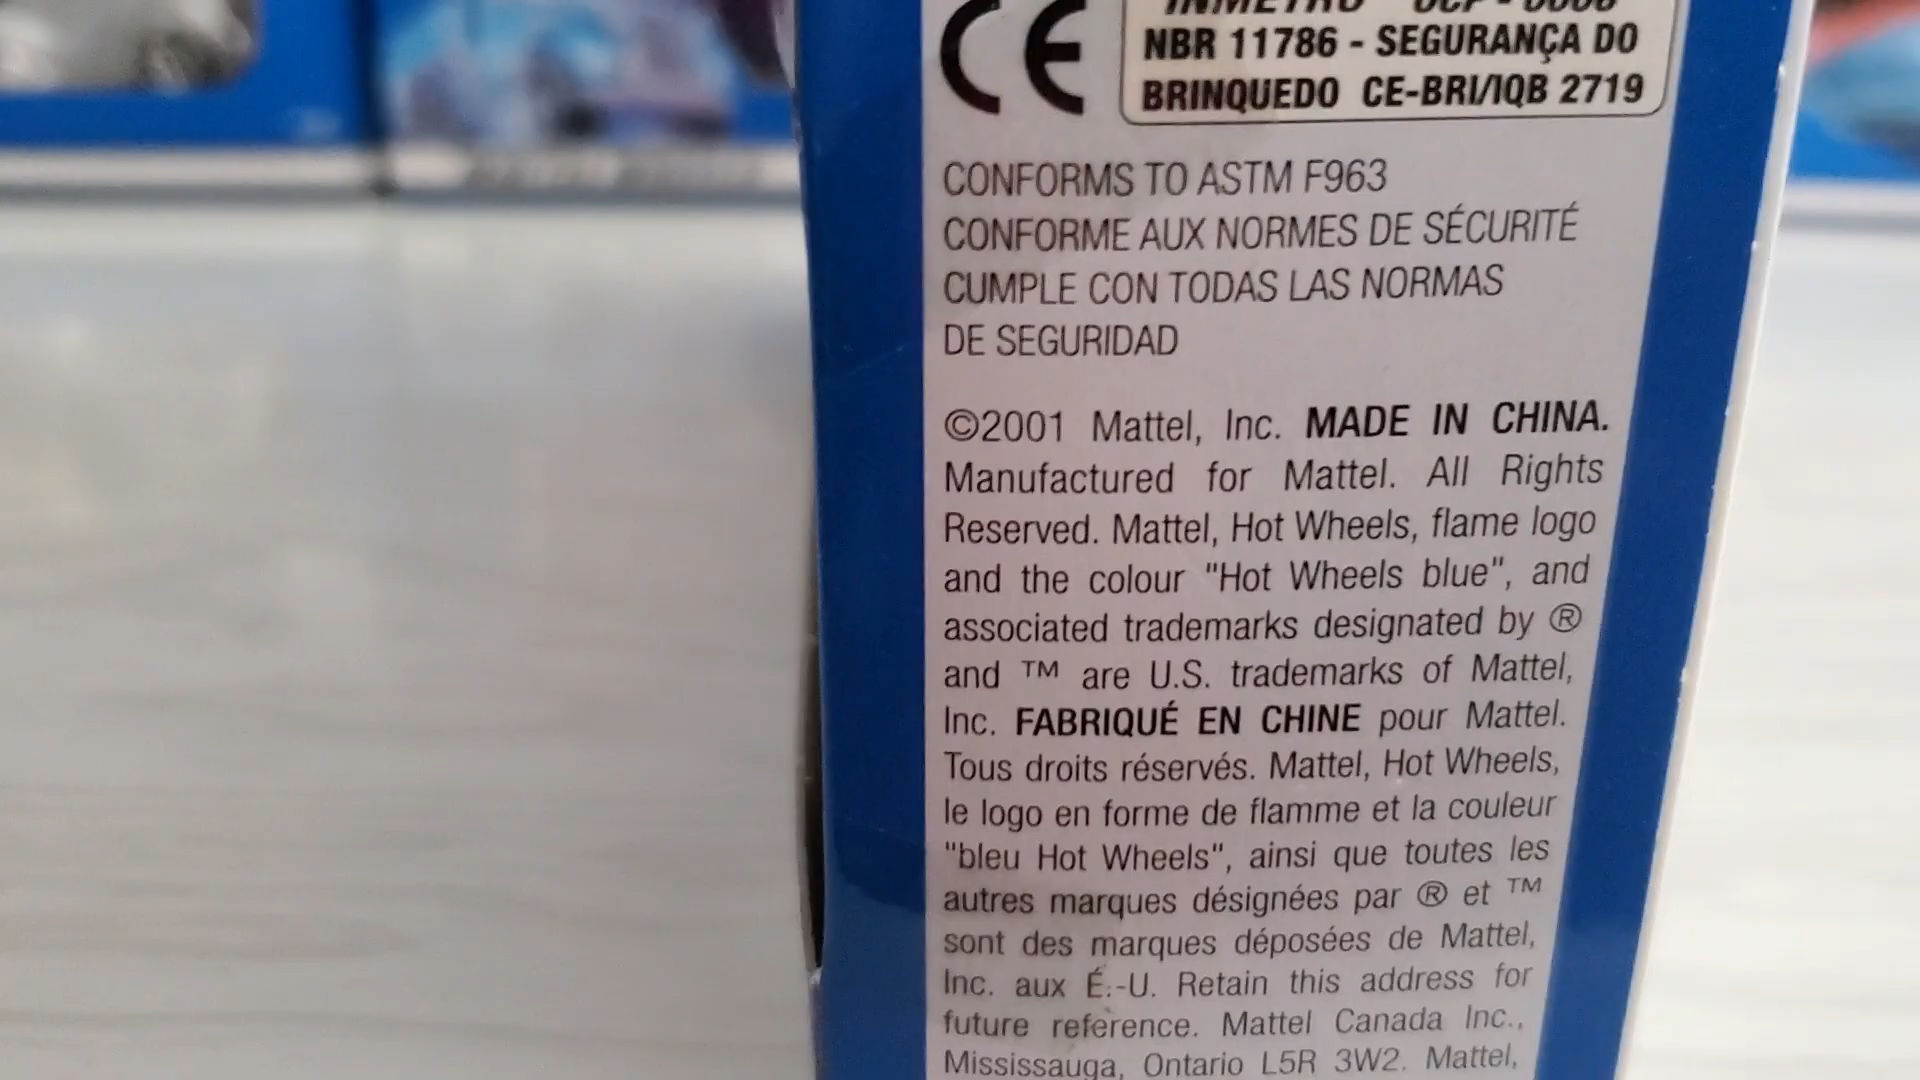 CE
NBR 11786 - SEGURANÇA DO
BRINQUEDO CE-BRI/IQB 2719
CONFORMS TO ASTM F963
CONFORME AUX NORMES DE SÉCURITÉ
CUMPLE CON TODAS LAS NORMAS
DE SEGURIDAD
©2001 Mattel, Inc. MADE IN CHINA.
Manufactured for Mattel. All Rights
Reserved. Mattel, Hot Wheels, flame logo
and the colour "Hot Wheels blue", and
associated trademarks designated by ®
and ™ are U.S. trademarks of Mattel,
Inc. FABRIQUÉ EN CHINE pour Mattel.
Tous droits réservés. Mattel, Hot Wheels,
le logo en forme de flamme et la couleur
"bleu Hot Wheels", ainsi que toutes les
autres marques désignées par ® et ™
sont des marques déposées de Mattel,
Inc. aux É.-U. Retain this address for
future reference. Mattel Canada Inc.,
Mississauga, Ontario L5R 3W2. Mattel,